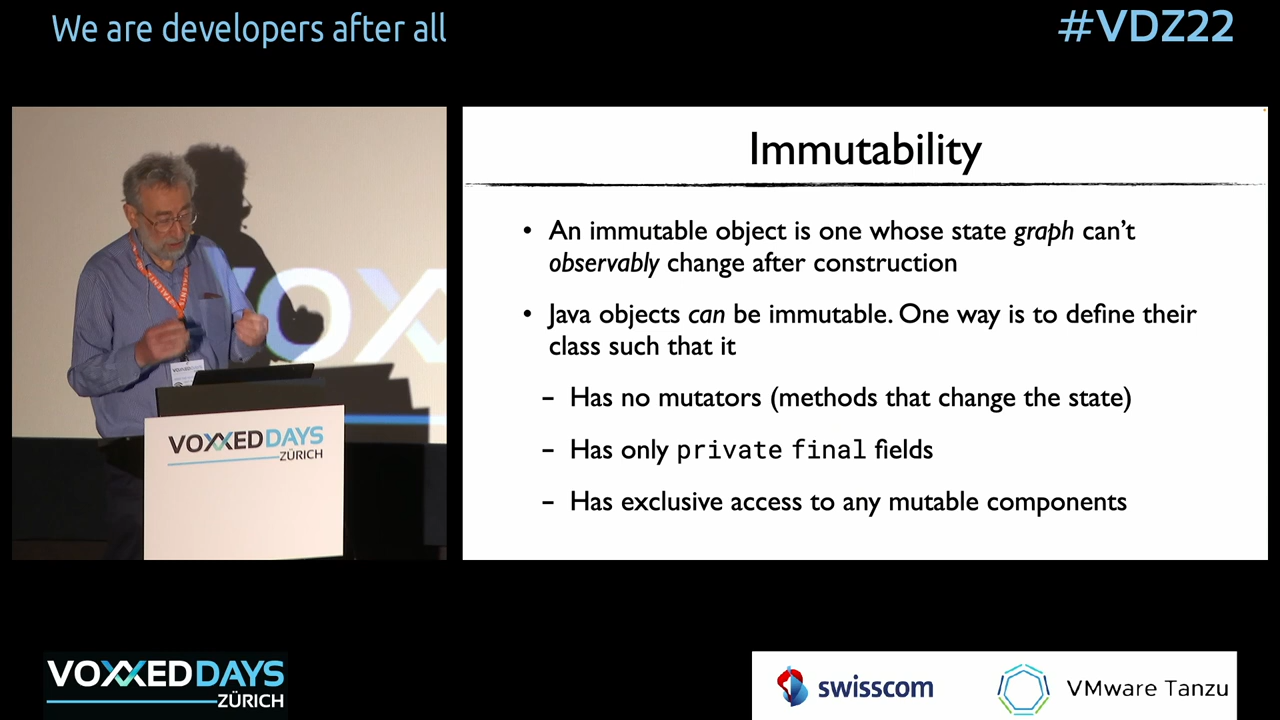 We are developers after all
#VDZ22
Immutability
• An immutable object is one whose state graph can't
observably change after construction
• Java objects can be immutable. One way is to define their
class such that it
– Has no mutators (methods that change the state)
– Has only private final fields
– Has exclusive access to any mutable components
VOXXED DAYS
ZÜRICH
VOXXED DAYS
ZÜRICH
swisscom
VMware Tanzu